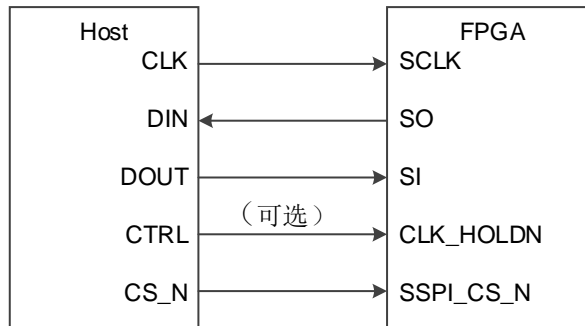 Host FPGA
CLK SCLK
DIN SO
DOUT SI
（可选）
CTRL CLK_HOLDN
CS_N SSPI_CS_N